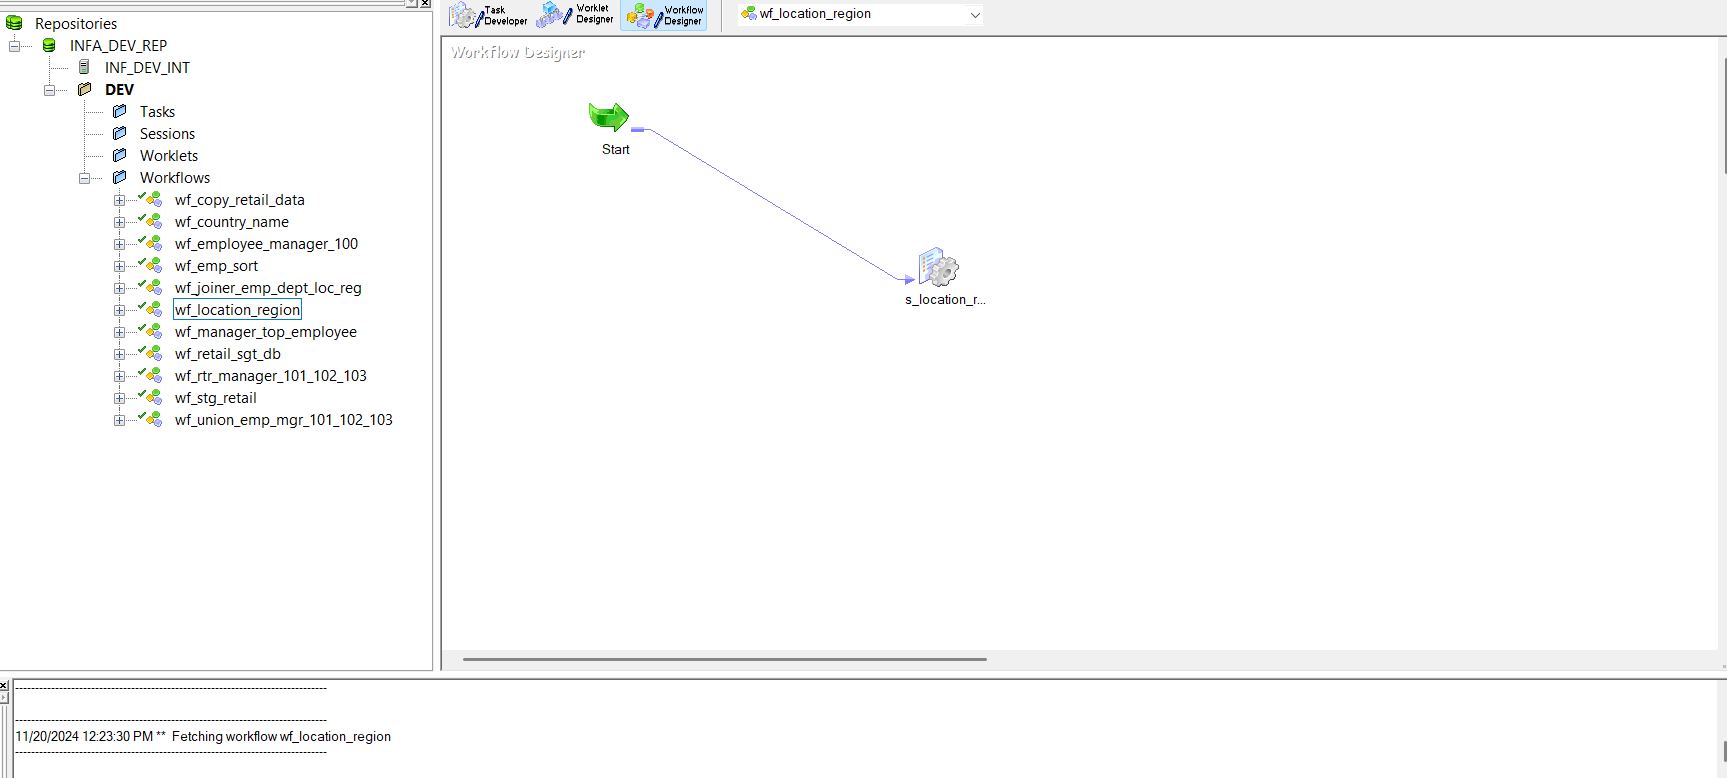 Repositories
INFA_DEV_REP
INF_DEV_INT
DEV
Tasks
Sessions
Worklets
Workflows
wf_copy_retail_data
wf_country_name
wf_employee_manager_100
wf_emp_sort
wf_joiner_emp_dept_loc_reg
wf_location_region
wf_manager_top_employee
wf_retail_sgt_db
wf_rtr_manager_101_102_103
wf_stg_retail
wf_union_emp_mgr_101_102_103
Task
Developer
Worklet
Designer
Workflow
Designer
wf_location_region
Workflow Designer
Start
s_location_r...
------------------------------------------------------------------------------
------------------------------------------------------------------------------
11/20/2024 12:23:30 PM ** Fetching workflow wf_location_region
------------------------------------------------------------------------------